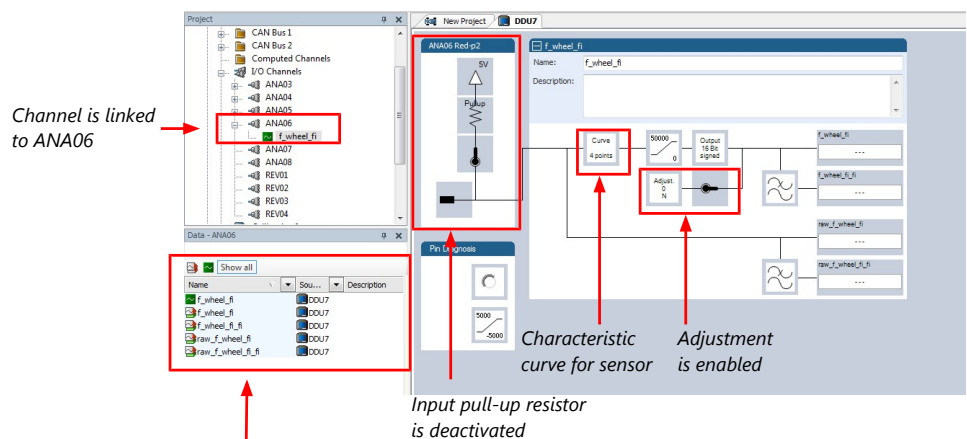 Project
CAN Bus 1
CAN Bus 2
Computed Channels
I/O Channels
ANA03
ANA04
ANA05
ANA06
f_wheel_fi
ANA07
ANA08
REV01
REV02
REV03
REV04
Channel is linked
to ANA06
Data - ANA06
Show all
Name Sou... Description
f_wheel_fi DDU7
f_wheel_fi DDU7
f_wheel_fi_fi DDU7
raw_f_wheel_fi DDU7
raw_f_wheel_fi_fi DDU7
New Project DDU7
ANA06 Red-p2
5V
Pullup
Pin Diagnosis
5000
-5000
f_wheel_fi
Name: f_wheel_fi
Description:
Curve
4 points
50000
0
Output
16 Bit
signed
Adjust.
0
N
f_wheel_fi
---
f_wheel_fi_fi
---
raw_f_wheel_fi
---
raw_f_wheel_fi_fi
---
Characteristic
curve for sensor
Adjustment
is enabled
Input pull-up resistor
is deactivated